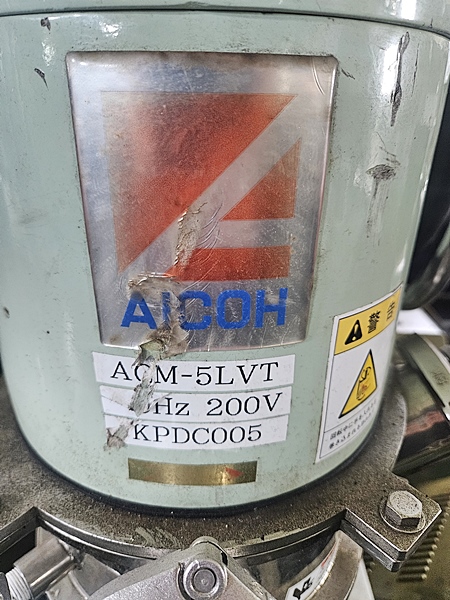 AICOH
ACM-5LVT
Hz 200V
KPDC005
警告